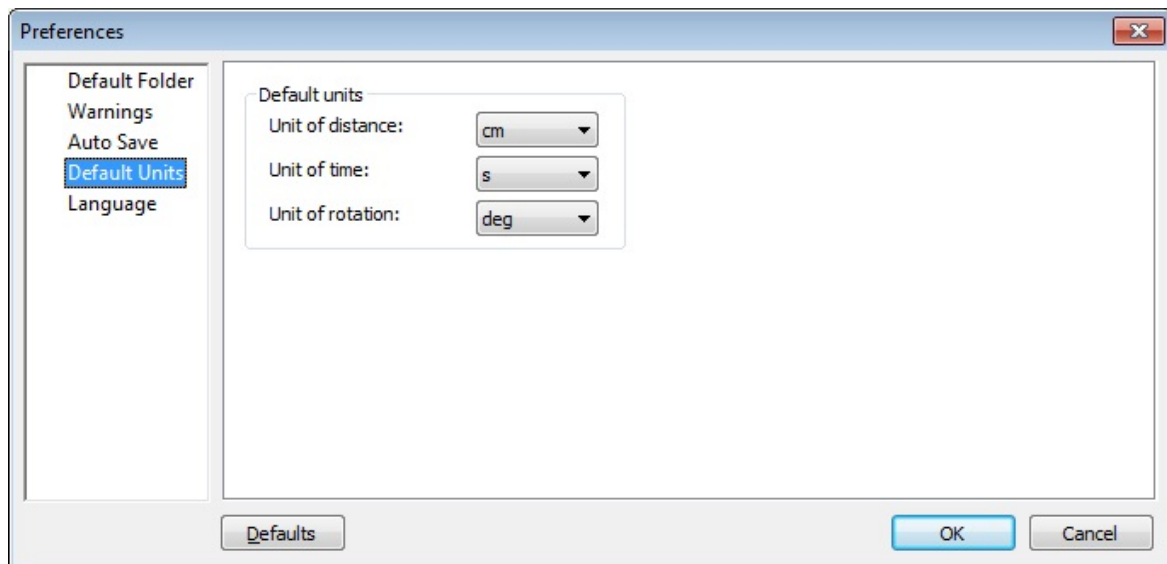 Preferences
Default Folder
Warnings
Auto Save
Default Units
Language
Default units
Unit of distance: cm
Unit of time: s
Unit of rotation: deg
Defaults
OK Cancel